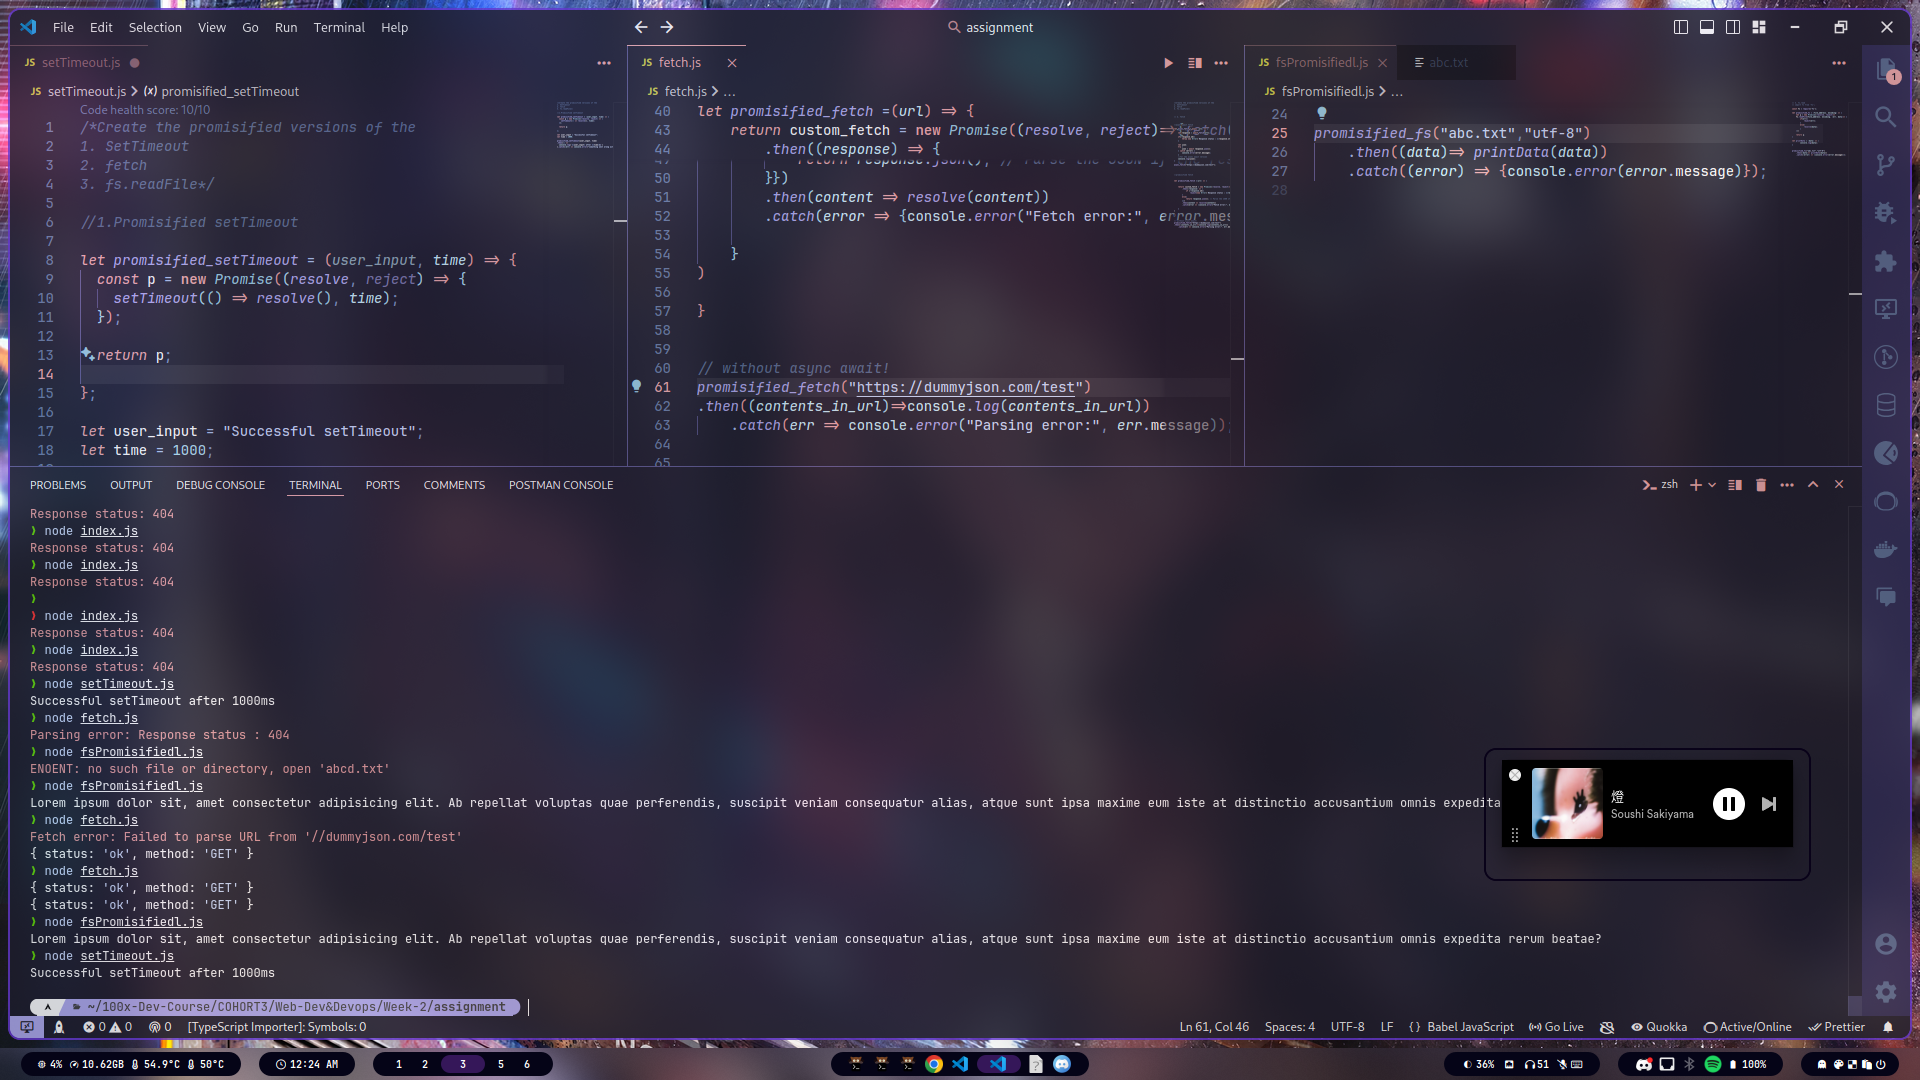 File Edit Selection View Go Run Terminal Help
assignment
JS setTimeout.js
JS setTimeout.js > promisified_setTimeout
Code health score: 10/10
1 /*Create the promisified versions of the
2 1. SetTimeout
3 2. fetch
4 3. fs.readFile*/
5
6 //1.Promisified setTimeout
7
8 let promisified_setTimeout = (user_input, time) => {
9 const p = new Promise((resolve, reject) => {
10 setTimeout(() => resolve(), time);
11 });
12
13 return p;
14
15 };
16
17 let user_input = "Successful setTimeout";
18 let time = 1000;
JS fetch.js
JS fetch.js > ...
40 let promisified_fetch =(url) => {
43 return custom_fetch = new Promise((resolve, reject)=>{fetch(
44 .then((response) => {
50 }})
51 .then(content => resolve(content))
52 .catch(error => {console.error("Fetch error:", error.mes
53
54 }
55 )
56
57 }
58
59
60 // without async await!
61 promisified_fetch("https://dummyjson.com/test")
62 .then((contents_in_url)=>console.log(contents_in_url))
63 .catch(err => console.error("Parsing error:", err.message));
64
65
JS fsPromisifiedl.js
abc.txt
JS fsPromisifiedl.js > ...
24
25 promisified_fs("abc.txt","utf-8")
26 .then((data)=> printData(data))
27 .catch((error) => {console.error(error.message)});
28
1
PROBLEMS OUTPUT DEBUG CONSOLE TERMINAL PORTS COMMENTS POSTMAN CONSOLE
zsh
Response status: 404
❯ node index.js
Response status: 404
❯ node index.js
Response status: 404
❯
❯ node index.js
Response status: 404
❯ node index.js
Response status: 404
❯ node setTimeout.js
Successful setTimeout after 1000ms
❯ node fetch.js
Parsing error: Response status : 404
❯ node fsPromisifiedl.js
ENOENT: no such file or directory, open 'abcd.txt'
❯ node fsPromisifiedl.js
Lorem ipsum dolor sit, amet consectetur adipisicing elit. Ab repellat voluptas quae perferendis, suscipit veniam consequatur alias, atque sunt ipsa maxime eum iste at distinctio accusantium omnis expedita
❯ node fetch.js
Fetch error: Failed to parse URL from '//dummyjson.com/test'
{ status: 'ok', method: 'GET' }
❯ node fetch.js
{ status: 'ok', method: 'GET' }
{ status: 'ok', method: 'GET' }
❯ node fsPromisifiedl.js
Lorem ipsum dolor sit, amet consectetur adipisicing elit. Ab repellat voluptas quae perferendis, suscipit veniam consequatur alias, atque sunt ipsa maxime eum iste at distinctio accusantium omnis expedita rerum beatae?
❯ node setTimeout.js
Successful setTimeout after 1000ms
~/100x-Dev-Course/COHORT3/Web-Dev&Devops/Week-2/assignment
燈
Soushi Sakiyama
0 0 0 [TypeScript Importer]: Symbols: 0
Ln 61, Col 46 Spaces: 4 UTF-8 LF {} Babel JavaScript Go Live Quokka Active/Online Prettier
4% 10.62GB 54.9°C 50°C
12:24 AM
1 2 3 5 6
36% 51
100%